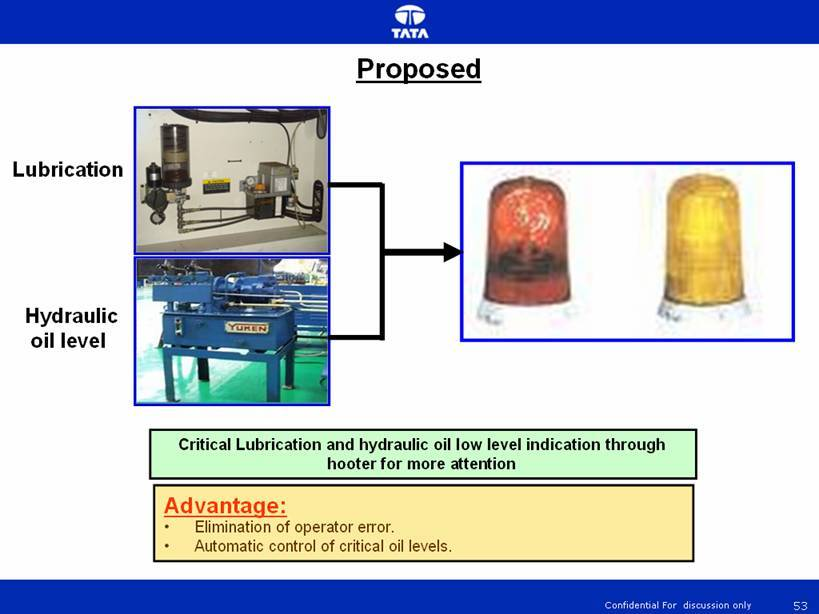 TATA
Proposed
Lubrication
Hydraulic
oil level
YUKEN
Critical Lubrication and hydraulic oil low level indication through
hooter for more attention
Advantage:
• Elimination of operator error.
• Automatic control of critical oil levels.
Confidential For discussion only
53